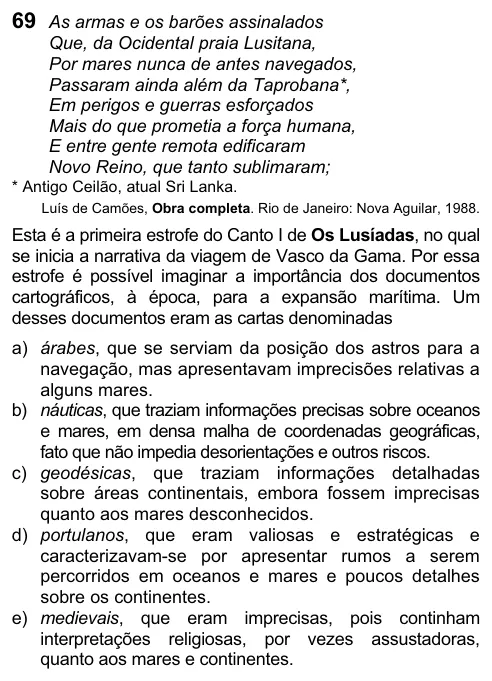 69 As armas e os barões assinalados
Que, da Ocidental praia Lusitana,
Por mares nunca de antes navegados,
Passaram ainda além da Taprobana*,
Em perigos e guerras esforçados
Mais do que prometia a força humana,
E entre gente remota edificaram
Novo Reino, que tanto sublimaram;
* Antigo Ceilão, atual Sri Lanka.
Luís de Camões, Obra completa. Rio de Janeiro: Nova Aguilar, 1988.
Esta é a primeira estrofe do Canto I de Os Lusíadas, no qual
se inicia a narrativa da viagem de Vasco da Gama. Por essa
estrofe é possível imaginar a importância dos documentos
cartográficos, à época, para a expansão marítima. Um
desses documentos eram as cartas denominadas
a) árabes, que se serviam da posição dos astros para a
navegação, mas apresentavam imprecisões relativas a
alguns mares.
b) náuticas, que traziam informações precisas sobre oceanos
e mares, em densa malha de coordenadas geográficas,
fato que não impedia desorientações e outros riscos.
c) geodésicas, que traziam informações detalhadas
sobre áreas continentais, embora fossem imprecisas
quanto aos mares desconhecidos.
d) portulanos, que eram valiosas e estratégicas e
caracterizavam-se por apresentar rumos a serem
percorridos em oceanos e mares e poucos detalhes
sobre os continentes.
e) medievais, que eram imprecisas, pois continham
interpretações religiosas, por vezes assustadoras,
quanto aos mares e continentes.